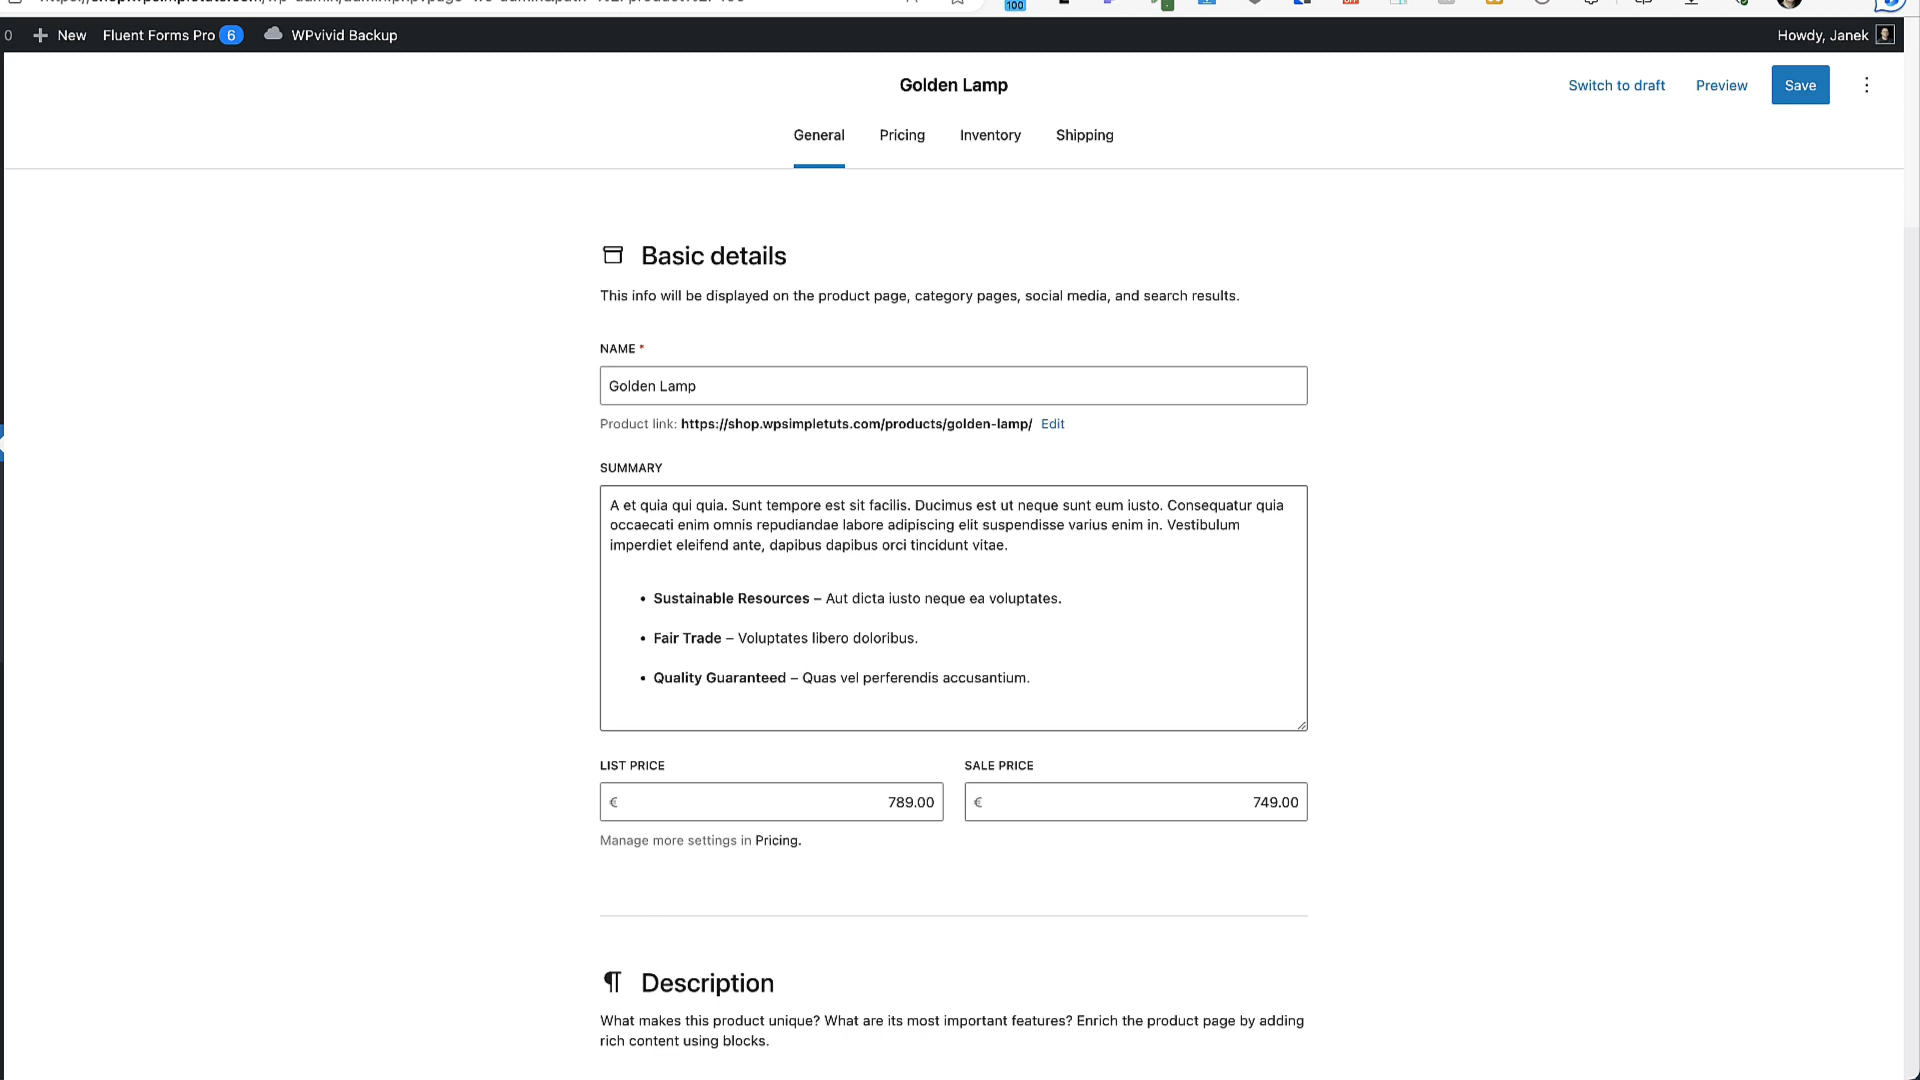 100
0 + New Fluent Forms Pro 6 WPvivid Backup Howdy, Janek
Golden Lamp
Switch to draft Preview Save
General Pricing Inventory Shipping
Basic details
This info will be displayed on the product page, category pages, social media, and search results.
NAME *
Golden Lamp
Product link: https://shop.wpsimpletuts.com/products/golden-lamp/ Edit
SUMMARY
A et quia qui quia. Sunt tempore est sit facilis. Ducimus est ut neque sunt eum iusto. Consequatur quia
occaecati enim omnis repudiandae labore adipiscing elit suspendisse varius enim in. Vestibulum
imperdiet eleifend ante, dapibus dapibus orci tincidunt vitae.
• Sustainable Resources – Aut dicta iusto neque ea voluptates.
• Fair Trade – Voluptates libero doloribus.
• Quality Guaranteed – Quas vel perferendis accusantium.
LIST PRICE SALE PRICE
€ 789.00 € 749.00
Manage more settings in Pricing.
¶ Description
What makes this product unique? What are its most important features? Enrich the product page by adding
rich content using blocks.